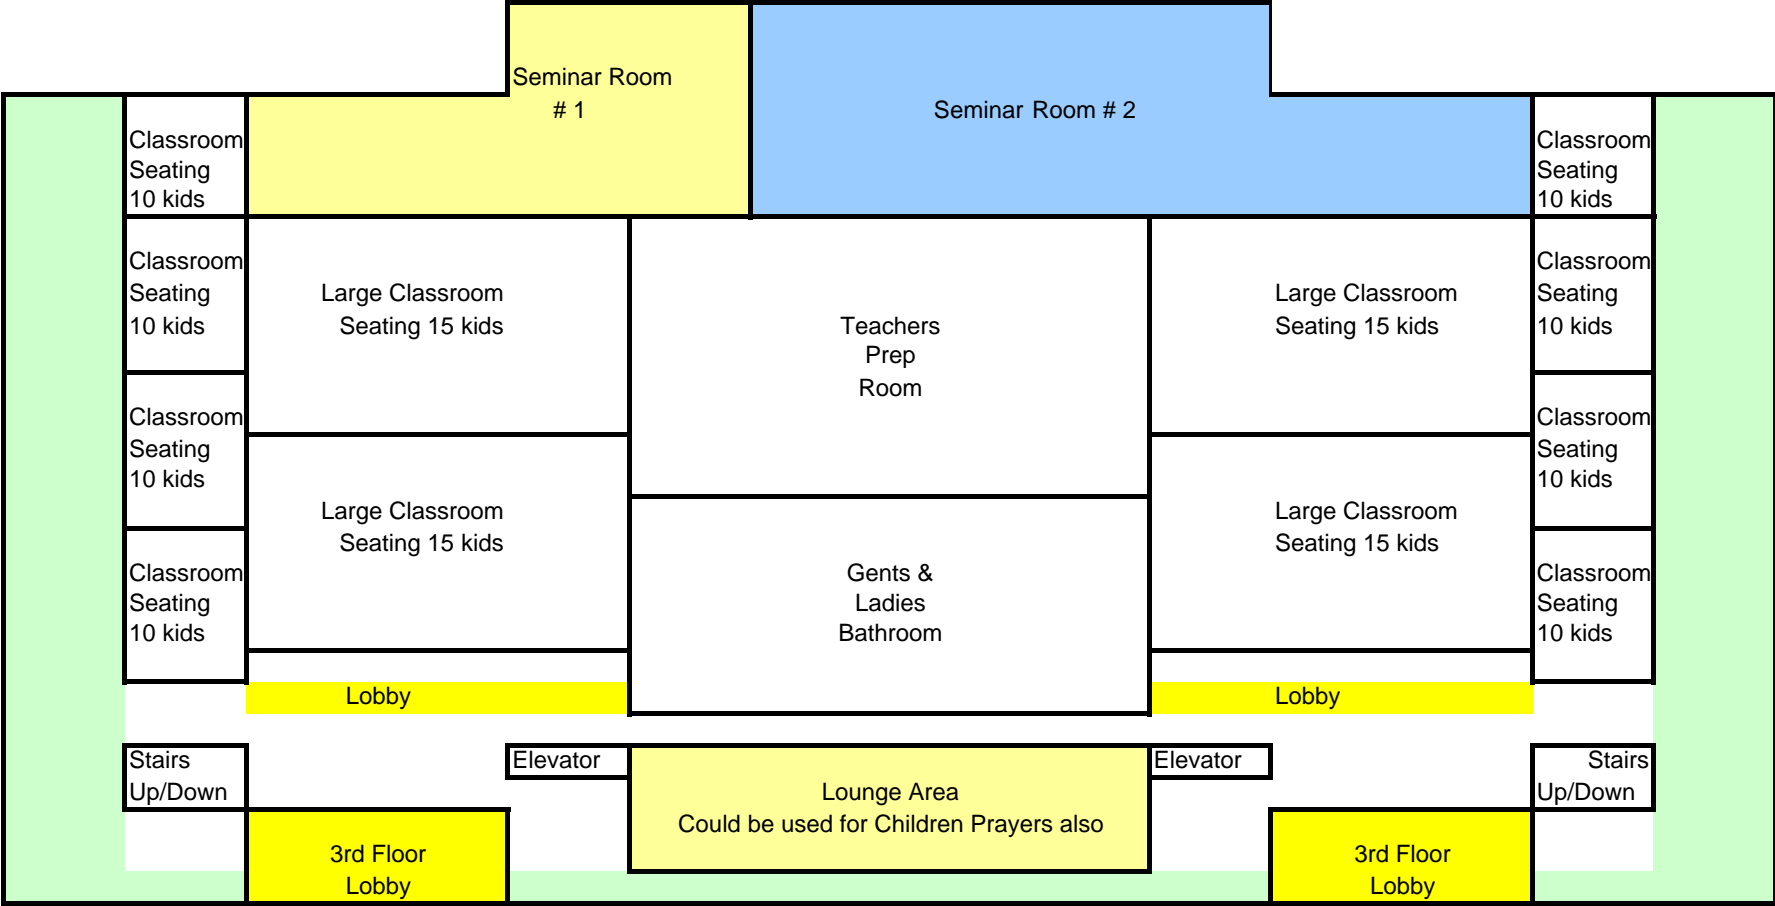 Seminar Room
# 1
Seminar Room # 2
Classroom
Seating
10 kids
Classroom
Seating
10 kids
Classroom
Seating
10 kids
Large Classroom
Seating 15 kids
Teachers
Prep
Room
Large Classroom
Seating 15 kids
Classroom
Seating
10 kids
Classroom
Seating
10 kids
Large Classroom
Seating 15 kids
Large Classroom
Seating 15 kids
Classroom
Seating
10 kids
Classroom
Seating
10 kids
Gents &
Ladies
Bathroom
Classroom
Seating
10 kids
Lobby
Lobby
Stairs
Up/Down
Elevator
Lounge Area
Could be used for Children Prayers also
Elevator
Stairs
Up/Down
3rd Floor
Lobby
3rd Floor
Lobby